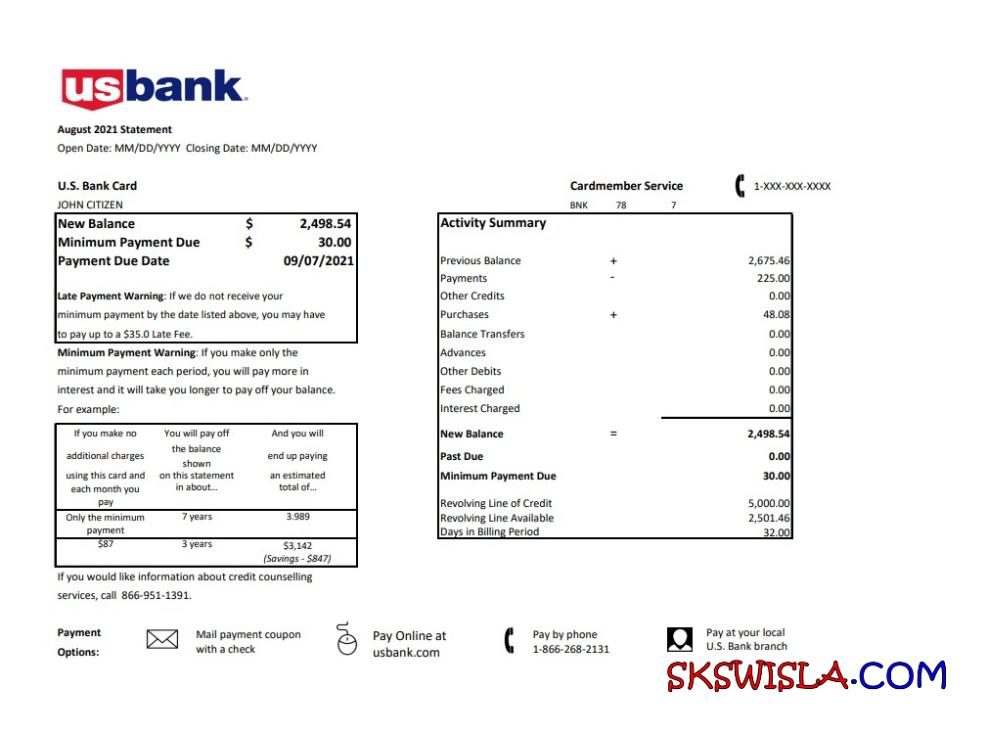 usbank.
August 2021 Statement
Open Date: MM/DD/YYYY Closing Date: MM/DD/YYYY
U.S. Bank Card
JOHN CITIZEN
New Balance $ 2,498.54
Minimum Payment Due $ 30.00
Payment Due Date 09/07/2021
Late Payment Warning: If we do not receive your
minimum payment by the date listed above, you may have
to pay up to a $35.0 Late Fee.
Minimum Payment Warning: If you make only the
minimum payment each period, you will pay more in
interest and it will take you longer to pay off your balance.
For example:
If you make no
additional charges
using this card and
each month you
pay
You will pay off
the balance
shown
on this statement
in about...
And you will
end up paying
an estimated
total of...
Only the minimum
payment
7 years
3.989
$87
3 years
$3,142
(Savings - $847)
If you would like information about credit counselling
services, call 866-951-1391.
Cardmember Service 1-XXX-XXX-XXXX
BNK 78 7
Activity Summary
Previous Balance + 2,675.46
Payments - 225.00
Other Credits 0.00
Purchases + 48.08
Balance Transfers 0.00
Advances 0.00
Other Debits 0.00
Fees Charged 0.00
Interest Charged 0.00
New Balance = 2,498.54
Past Due 0.00
Minimum Payment Due 30.00
Revolving Line of Credit 5,000.00
Revolving Line Available 2,501.46
Days in Billing Period 32.00
Payment
Options:
Mail payment coupon
with a check
Pay Online at
usbank.com
Pay by phone
1-866-268-2131
Pay at your local
U.S. Bank branch
SKSWISLA.COM